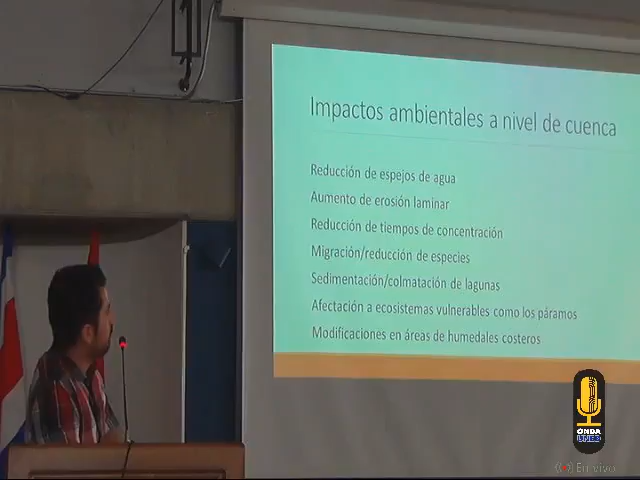 Impactos ambientales a nivel de cuenca
Reducción de espejos de agua
Aumento de erosión laminar
Reducción de tiempos de concentración
Migración/reducción de especies
Sedimentación/colmatación de lagunas
Afectación a ecosistemas vulnerables como los páramos
Modificaciones en áreas de humedales costeros
ONDA
UNED
En vivo